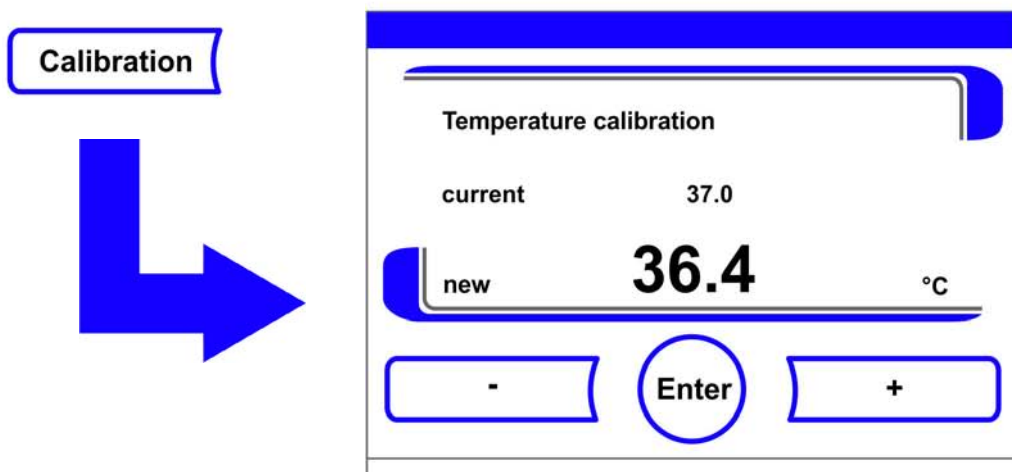 Calibration
Temperature calibration
current 37.0
new 36.4 °C
- Enter +